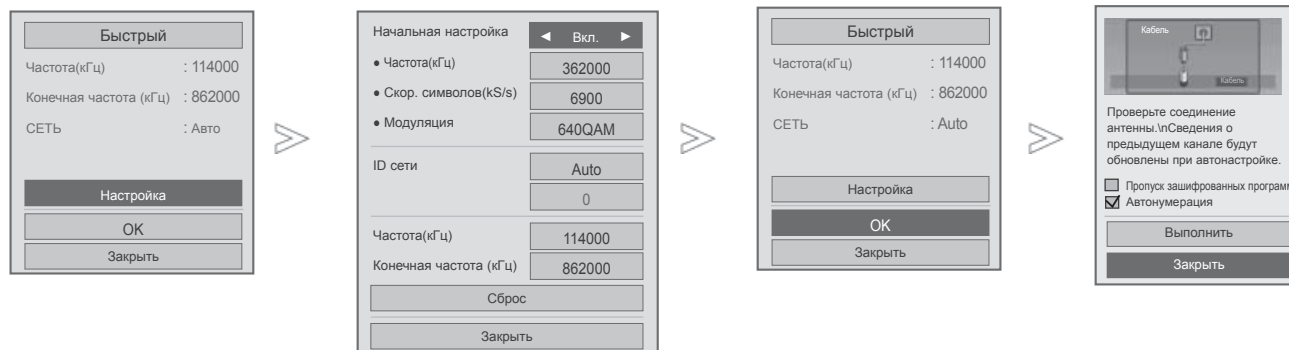 Быстрый
Частота(кГц) : 114000
Конечная частота (кГц) : 862000
СЕТЬ : Авто
Настройка
OK
Закрыть
Начальная настройка ◄ Вкл. ►
● Частота(кГц) 362000
● Скор. символов(kS/s) 6900
● Модуляция 640QAM
ID сети Auto
0
Частота(кГц) 114000
Конечная частота (кГц) 862000
Сброс
Закрыть
Быстрый
Частота(кГц) : 114000
Конечная частота (кГц) : 862000
СЕТЬ : Auto
Настройка
OK
Закрыть
Кабель
Кабель
Проверьте соединение
антенны.\nСведения о
предыдущем канале будут
обновлены при автонастройке.
Пропуск зашифрованных программ
Автонумерация
Выполнить
Закрыть